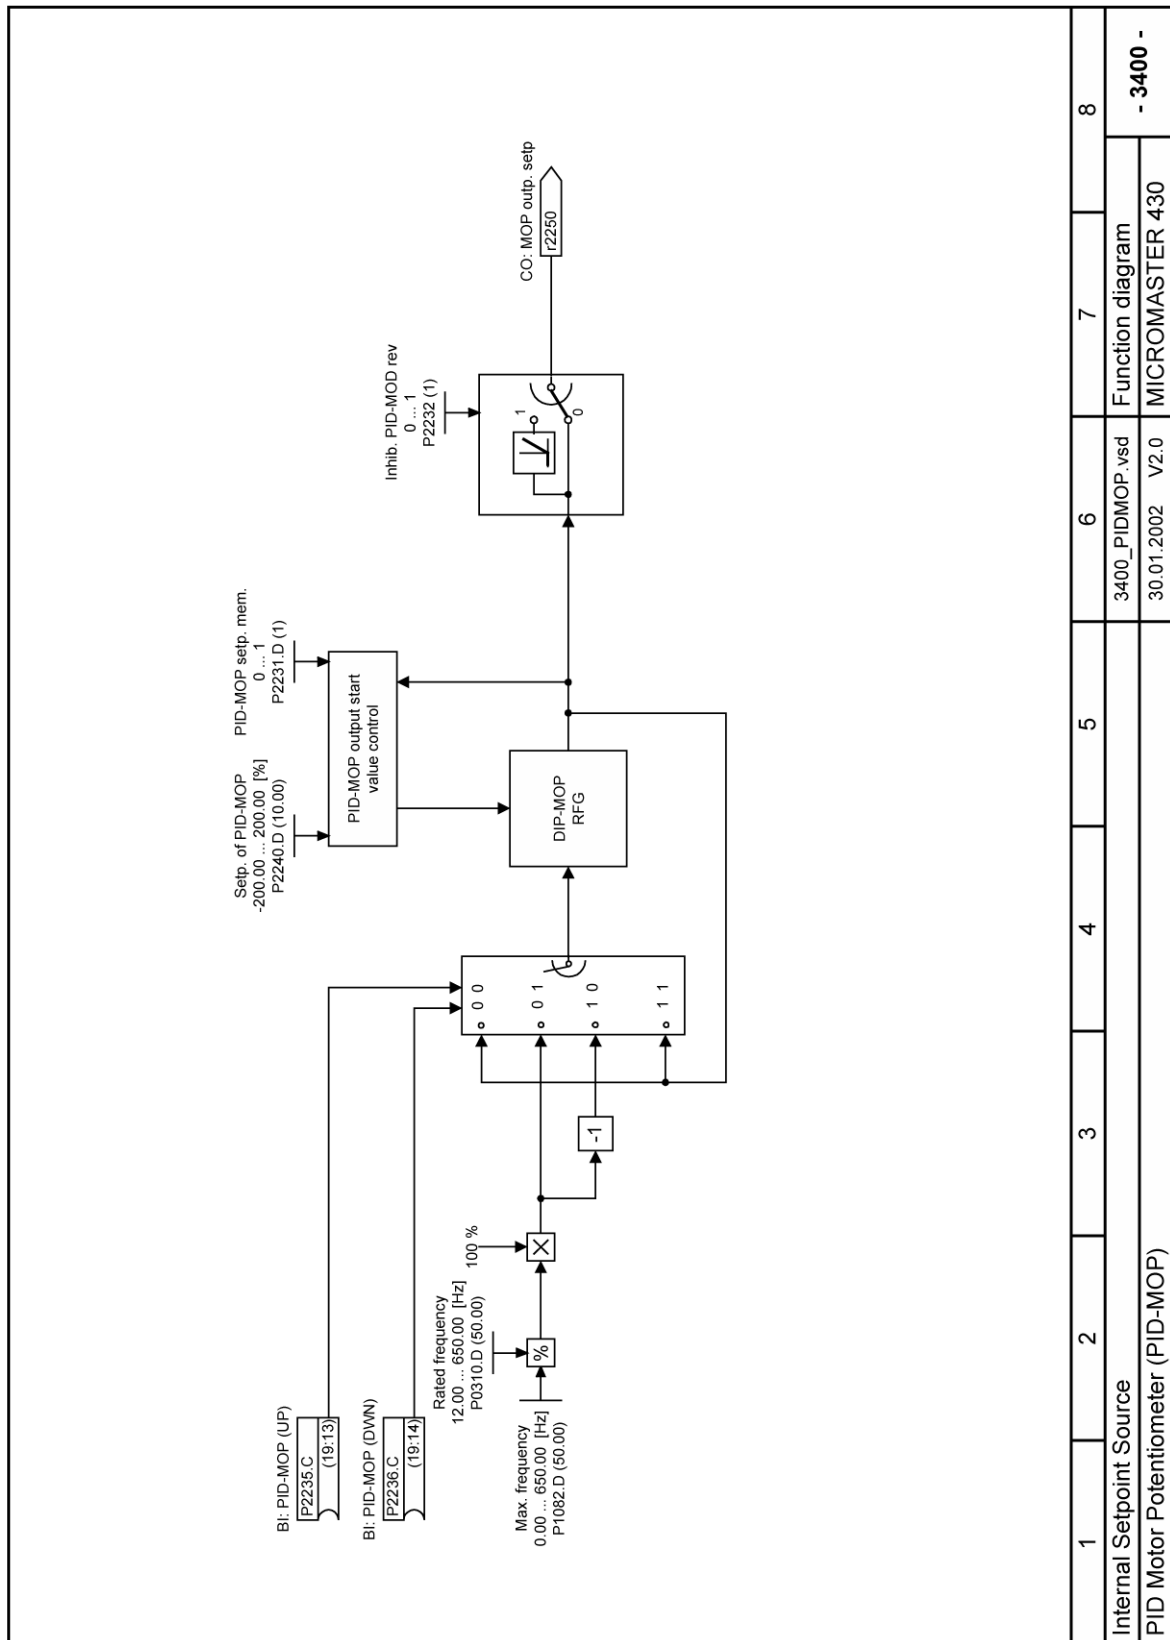 PID-MOP setp. mem.
0 ... 1
P2231.D (1)
Setp. of PID-MOP
-200.00 ... 200.00 [%]
P2240.D (10.00)
BI: PID-MOP (UP)
P2235.C
(19:13)
PID-MOP output start
value control
BI: PID-MOP (DWN)
P2236.C
(19:14)
Inhib. PID-MOD rev
0 ... 1
P2232 (1)
Rated frequency
12.00 ... 650.00 [Hz]
P0310.D (50.00)
100 %
0 0
0 1
1 0
1 1
Max. frequency
0.00 ... 650.00 [Hz]
P1082.D (50.00)
%
X
-1
DIP-MOP
RFG
1
0
CO: MOP outp. setp
r2250
1 2 3 4 5 6 7 8
Internal Setpoint Source
3400_PIDMOP.vsd
Function diagram
- 3400 -
PID Motor Potentiometer (PID-MOP)
30.01.2002 V2.0
MICROMASTER 430